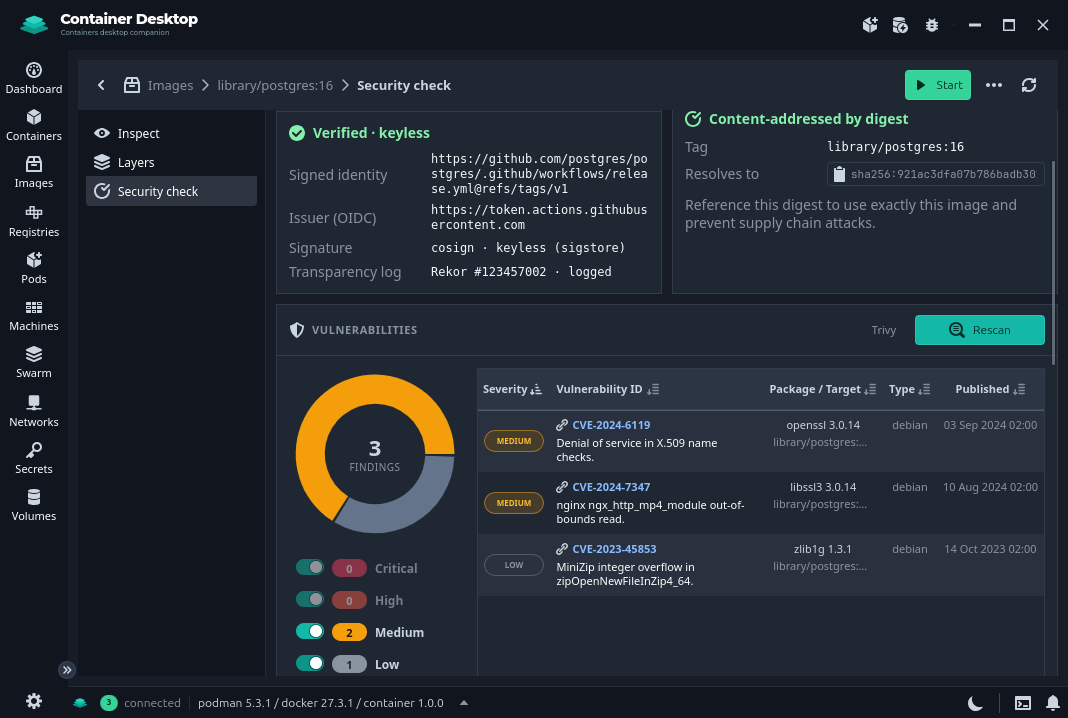 Container Desktop
Containers desktop companion
Dashboard
Containers
Images
Registries
Pods
Machines
Swarm
Networks
Secrets
Volumes
Images
library/postgres:16
Security check
Start
Inspect
Layers
Security check
Verified · keyless
Signed identity
https://github.com/postgres/po
stgres/.github/workflows/relea
se.yml@refs/tags/v1
Issuer (OIDC)
https://token.actions.githubus
ercontent.com
Signature
cosign · keyless (sigstore)
Transparency log
Rekor #123457002 · logged
Content-addressed by digest
Tag
library/postgres:16
Resolves to
sha256:921ac3dfa07b786badb30
Reference this digest to use exactly this image and
prevent supply chain attacks.
VULNERABILITIES
Trivy
Rescan
3
FINDINGS
0 Critical
0 High
2 Medium
1 Low
Severity Vulnerability ID Package / Target Type Published
MEDIUM
CVE-2024-6119
Denial of service in X.509 name
checks.
openssl 3.0.14
library/postgres:...
debian
03 Sep 2024 02:00
MEDIUM
CVE-2024-7347
nginx ngx_http_mp4_module out-of-
bounds read.
libssl3 3.0.14
library/postgres:...
debian
10 Aug 2024 02:00
LOW
CVE-2023-45853
MiniZip integer overflow in
zipOpenNewFileInZip4_64.
zlib1g 1.3.1
library/postgres:...
debian
14 Oct 2023 02:00
3 connected
podman 5.3.1 / docker 27.3.1 / container 1.0.0